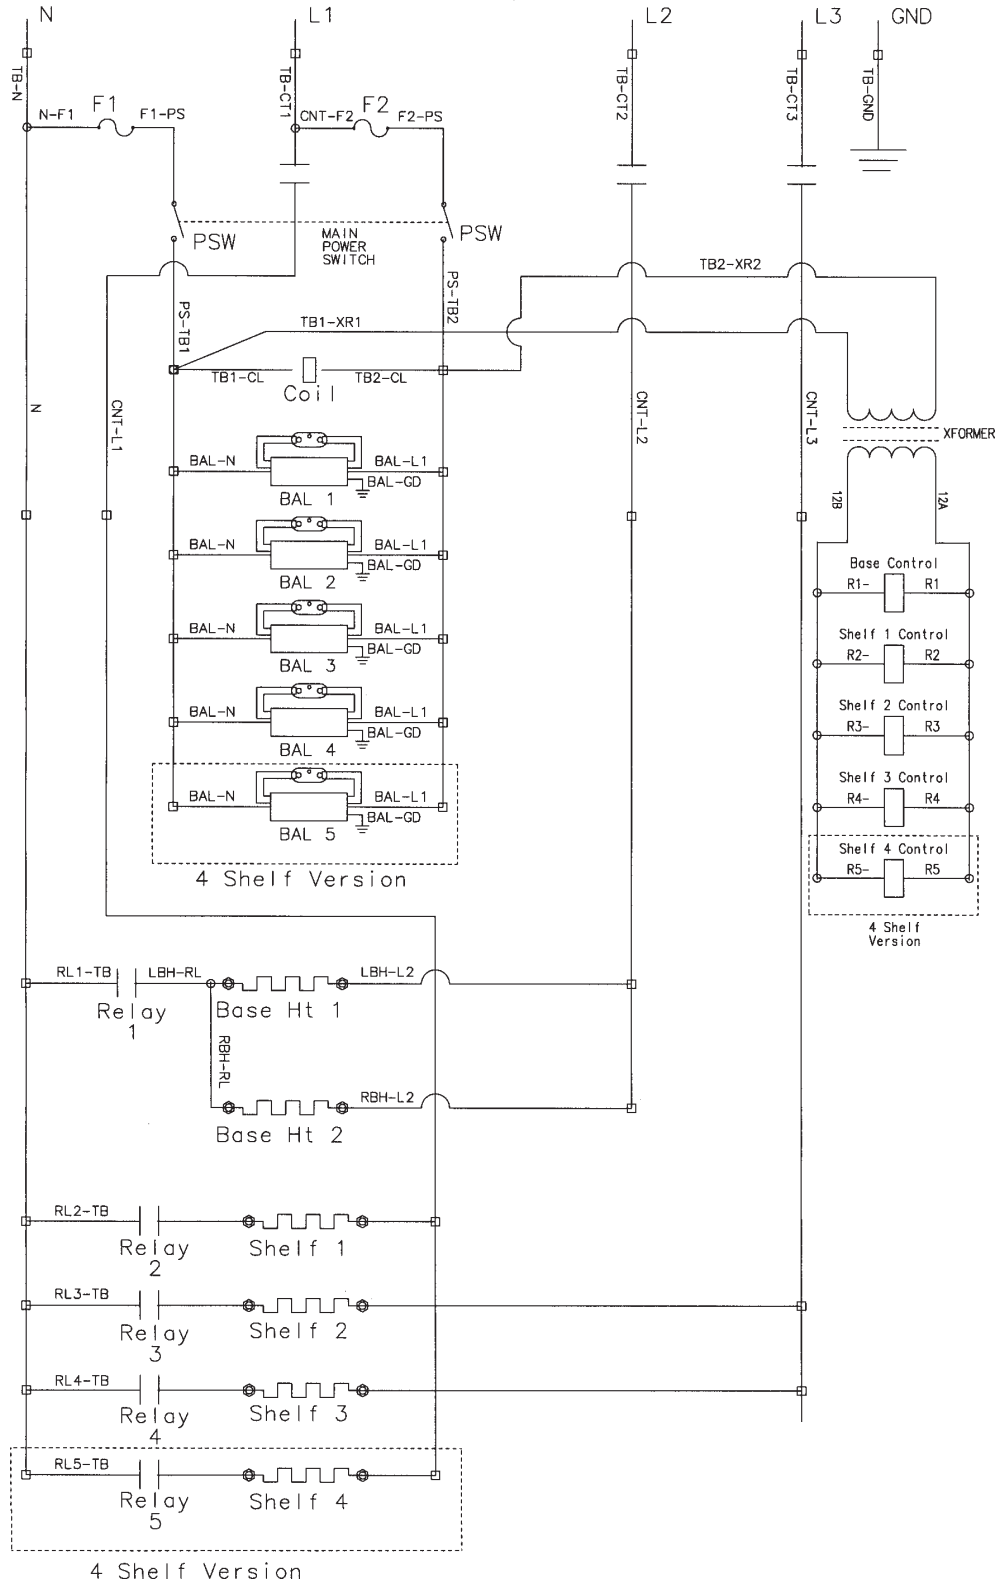 N L1 L2 L3 GND
TB-N TB-CT1 TB-CT2 TB-CT3 TB-GND
N-F1 F1 F1-PS CNT-F2 F2 F2-PS
PSW MAIN PSW
POWER
SWITCH
TB2-XR2
PS-TB1 PS-TB2
TB1-XR1
TB1-CL TB2-CL
Coil
N CNT-L1 CNT-L2 CNT-L3
XFORMER
BAL-N BAL-L1
BAL-GD
BAL 1
12B 12A
BAL-N BAL-L1
BAL-GD
BAL 2
Base Control
R1- R1
BAL-N BAL-L1
BAL-GD
BAL 3
Shelf 1 Control
R2- R2
BAL-N BAL-L1
BAL-GD
BAL 4
Shelf 2 Control
R3- R3
BAL-N BAL-L1
BAL-GD
BAL 5
Shelf 3 Control
R4- R4
4 Shelf Version
Shelf 4 Control
R5- R5
4 Shelf
Version
RL1-TB LBH-RL LBH-L2
Relay
1
Base Ht 1
RBH-RL
RBH-L2
Base Ht 2
RL2-TB
Relay
2
Shelf 1
RL3-TB
Relay
3
Shelf 2
RL4-TB
Relay
4
Shelf 3
RL5-TB
Relay
5
Shelf 4
4 Shelf Version